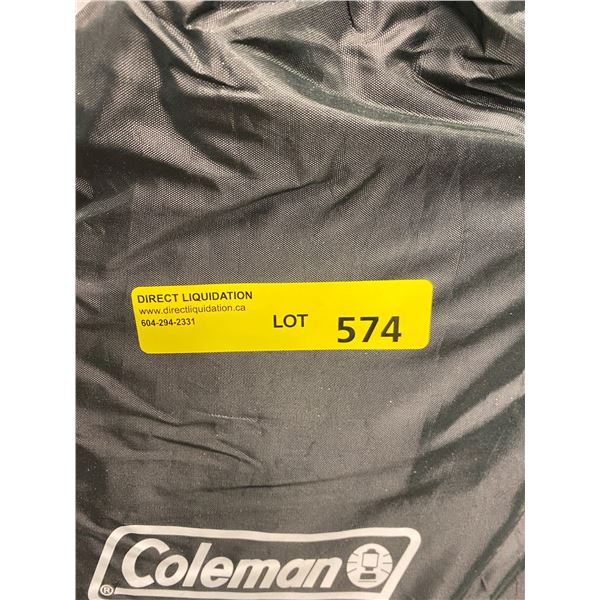 DIRECT LIQUIDATION
www.directliquidation.ca
604-294-2331
LOT 574
Coleman
®